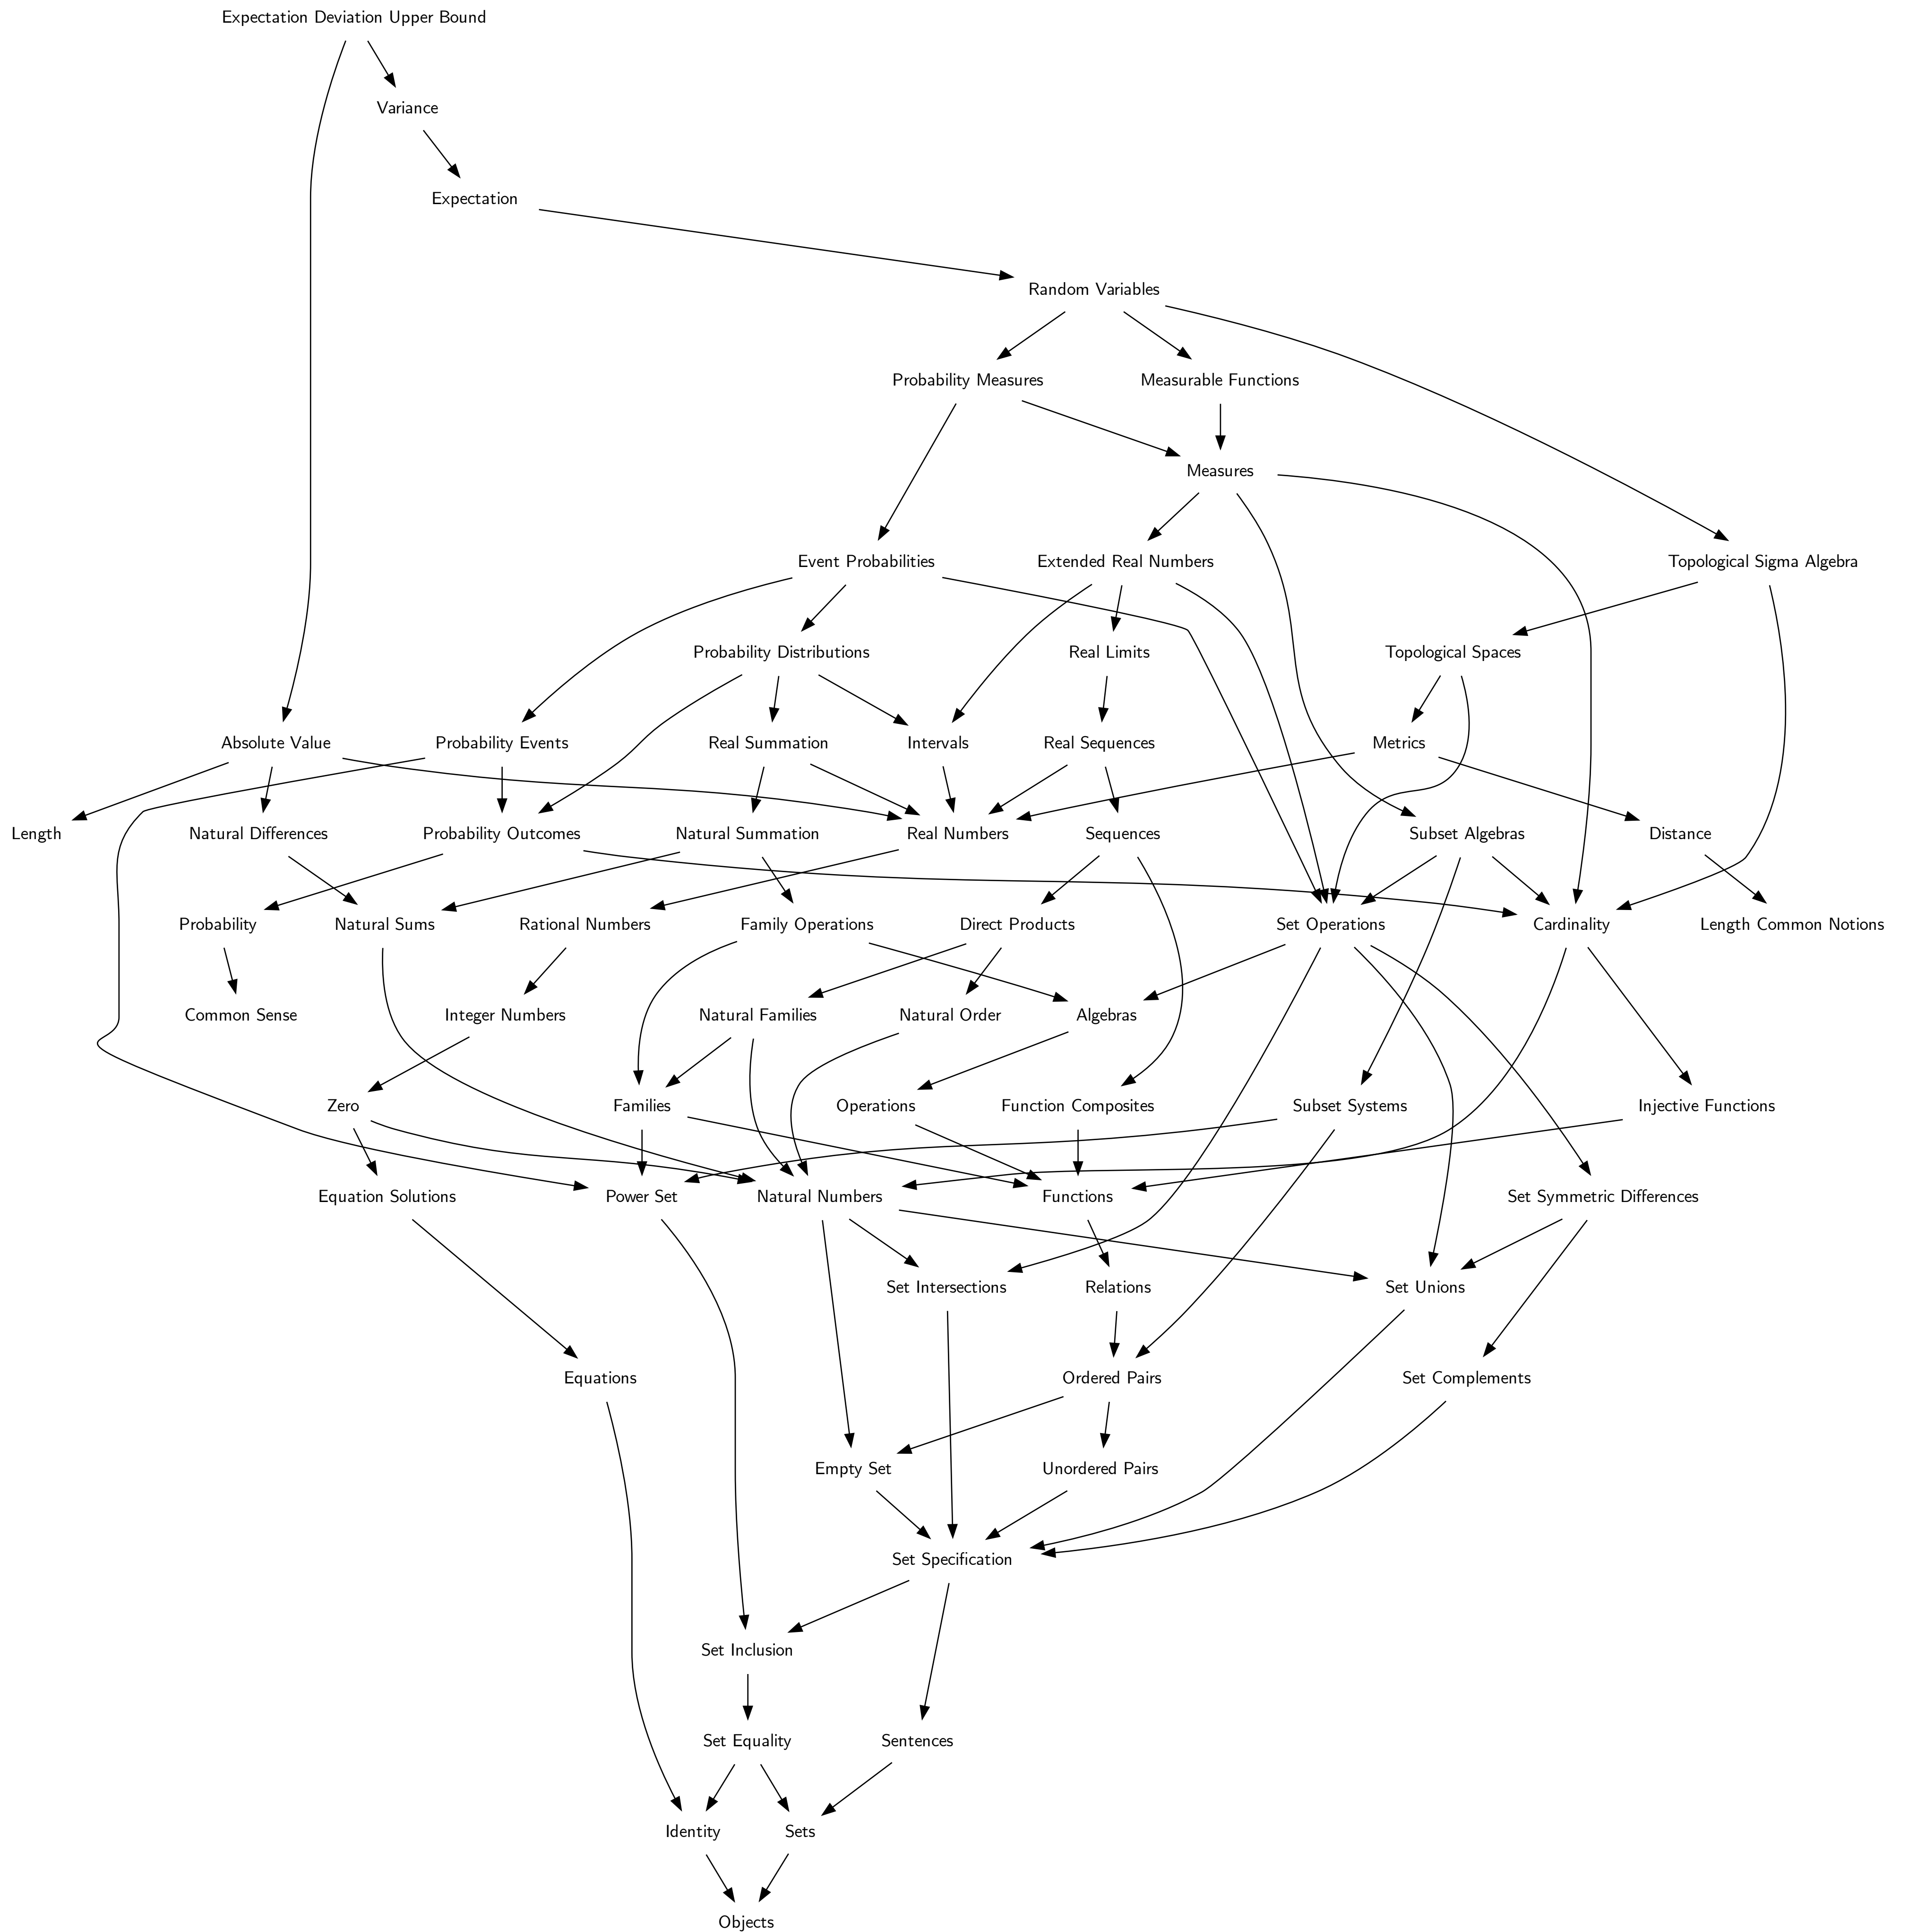 Expectation Deviation Upper Bound
Variance
Expectation
Random Variables
Probability Measures
Measurable Functions
Measures
Event Probabilities
Extended Real Numbers
Topological Sigma Algebra
Probability Distributions
Real Limits
Topological Spaces
Absolute Value
Probability Events
Real Summation
Intervals
Real Sequences
Metrics
Length
Natural Differences
Probability Outcomes
Natural Summation
Real Numbers
Sequences
Subset Algebras
Distance
Probability
Natural Sums
Rational Numbers
Family Operations
Direct Products
Set Operations
Cardinality
Length Common Notions
Common Sense
Integer Numbers
Natural Families
Natural Order
Algebras
Zero
Families
Operations
Function Composites
Subset Systems
Injective Functions
Equation Solutions
Power Set
Natural Numbers
Functions
Set Symmetric Differences
Set Intersections
Relations
Set Unions
Equations
Ordered Pairs
Set Complements
Empty Set
Unordered Pairs
Set Specification
Set Inclusion
Set Equality
Sentences
Identity
Sets
Objects